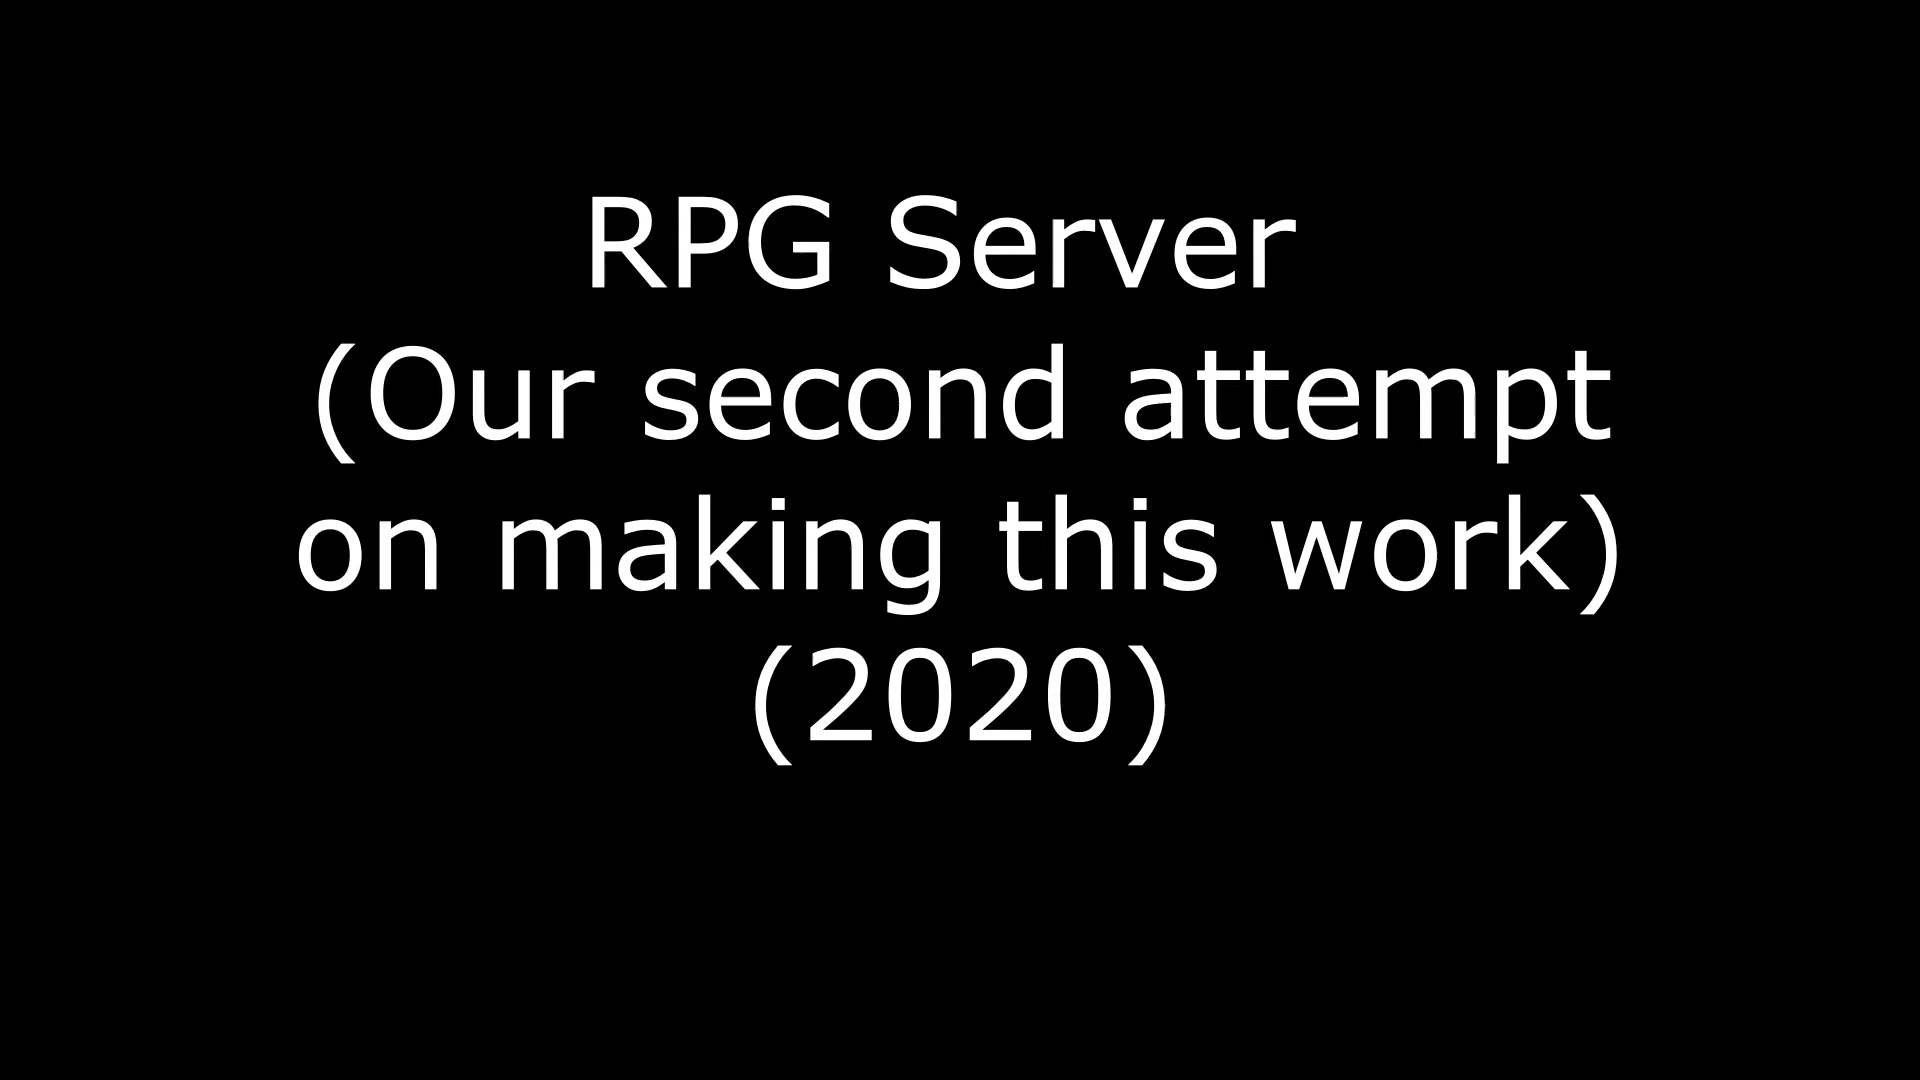 RPG Server
(Our second attempt
on making this work)
(2020)